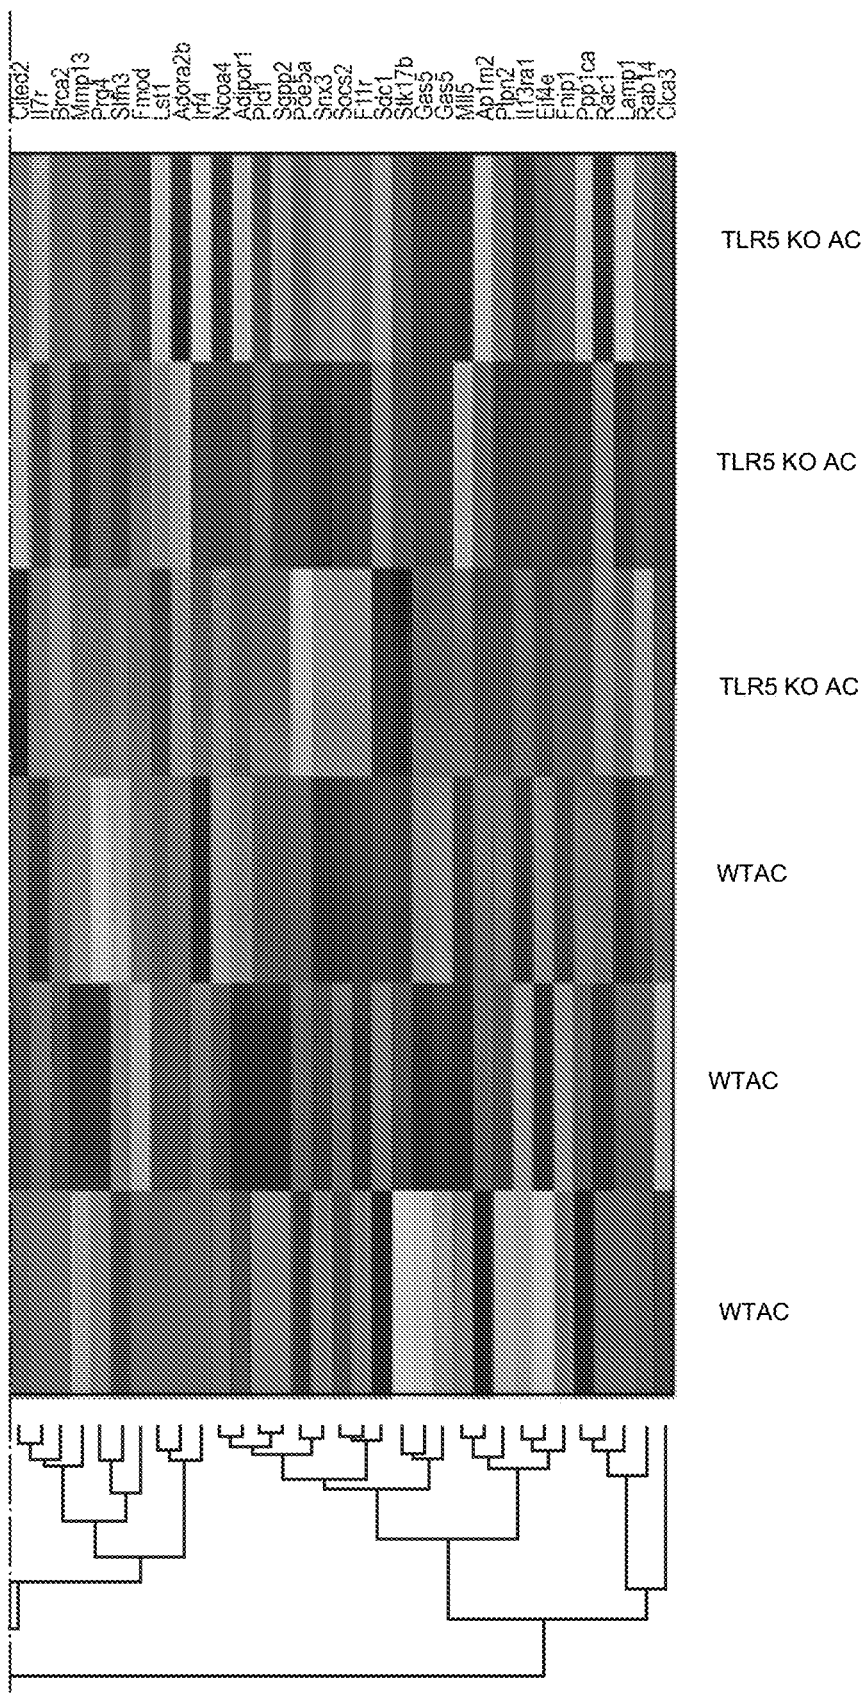 Cited2
Il7r
Brca2
Mmp13
Prg4
Slfn3
Fmod
Lst1
Adora2b
Irf4
Ncoa4
Adipor1
Pld1
Sgpp2
Pde5a
Snx3
Socs2
F11r
Sdc1
Stk17b
Gas5
Gas5
Mll5
Ap1m2
Ptpn2
Il13ra1
Eif4e
Fnip1
Ppp1ca
Rac1
Lamp1
Rab14
Clca3
TLR5 KO AC
TLR5 KO AC
TLR5 KO AC
WTAC
WTAC
WTAC